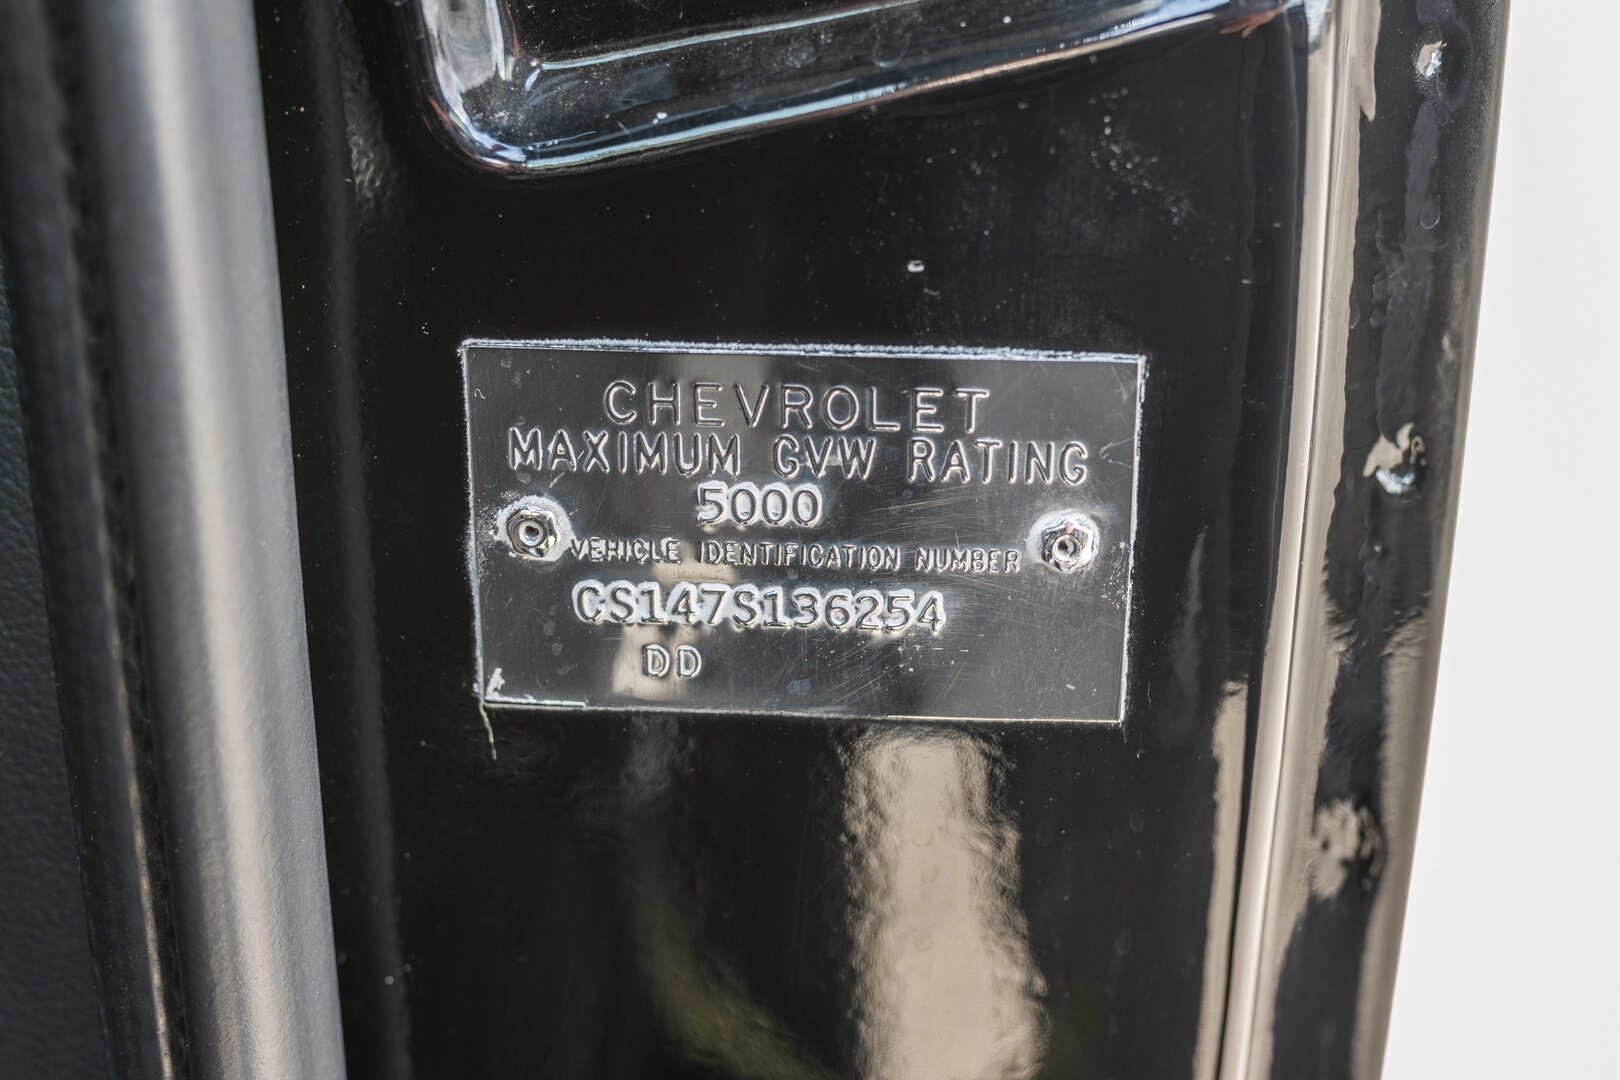 CHEVROLET
MAXIMUM GVW RATING
5000
VEHICLE IDENTIFICATION NUMBER
CS147S136254
DD